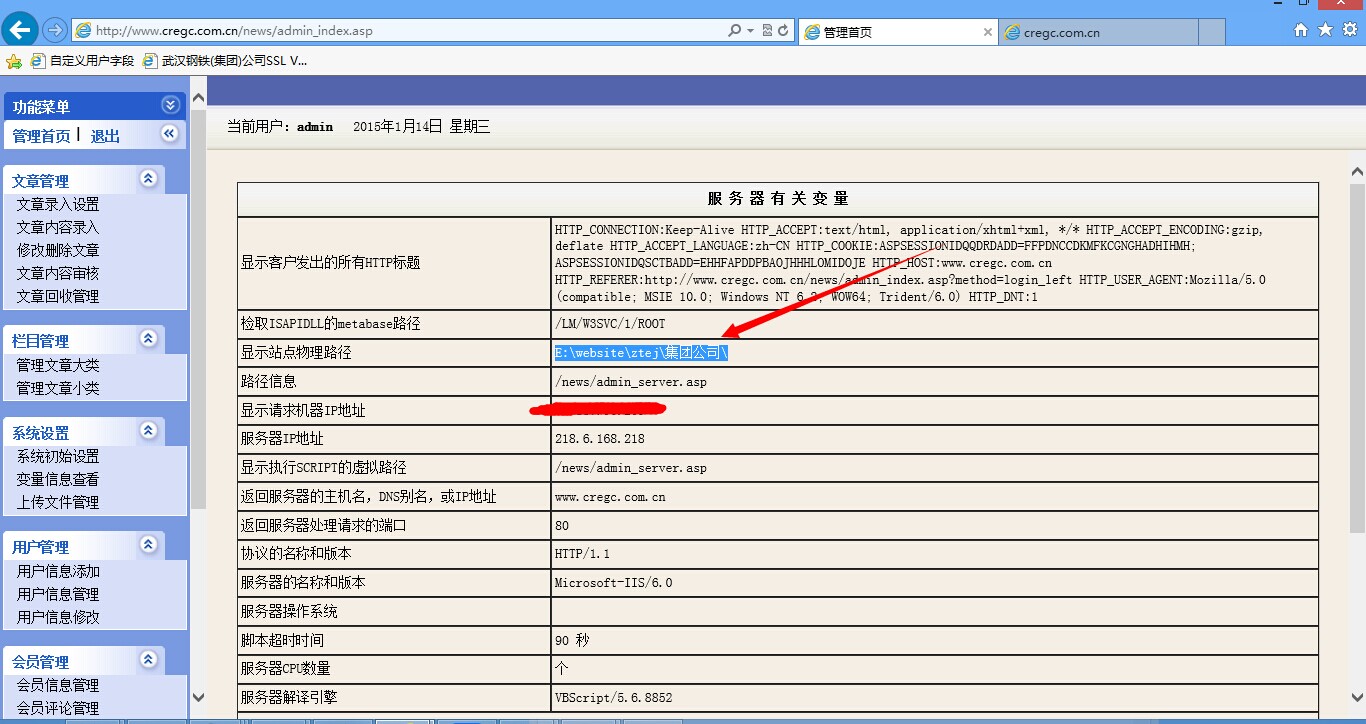 http://www.cregc.com.cn/news/admin_index.asp
管理首页
cregc.com.cn
自定义用户字段
武汉钢铁(集团)公司SSL V...
功能菜单
管理首页 | 退出
文章管理
文章录入设置
文章内容录入
修改删除文章
文章内容审核
文章回收管理
栏目管理
管理文章大类
管理文章小类
系统设置
系统初始设置
变量信息查看
上传文件管理
用户管理
用户信息添加
用户信息管理
用户信息修改
会员管理
会员信息管理
会员评论管理
当前用户：admin 2015年1月14日 星期三
服务器有关变量
显示客户发出的所有HTTP标题
HTTP_CONNECTION:Keep-Alive HTTP_ACCEPT:text/html, application/xhtml+xml, */* HTTP_ACCEPT_ENCODING:gzip,
deflate HTTP_ACCEPT_LANGUAGE:zh-CN HTTP_COOKIE:ASPSESSIONIDQQDRDADD=FFPDNCCDKMFKCGNGHADHIHMH;
ASPSESSIONIDQSCTBADD=EHHFAPDDPBAOJHHHLOMIDOJE HTTP_HOST:www.cregc.com.cn
HTTP_REFERER:http://www.cregc.com.cn/news/admin_index.asp?method=login_left HTTP_USER_AGENT:Mozilla/5.0
(compatible; MSIE 10.0; Windows NT 6.2; WOW64; Trident/6.0) HTTP_DNT:1
检取ISAPIDLL的metabase路径 /LM/W3SVC/1/ROOT
显示站点物理路径 E:\website\ztej\集团公司\
路径信息 /news/admin_server.asp
显示请求机器IP地址
服务器IP地址 218.6.168.218
显示执行SCRIPT的虚拟路径 /news/admin_server.asp
返回服务器的主机名，DNS别名，或IP地址 www.cregc.com.cn
返回服务器处理请求的端口 80
协议的名称和版本 HTTP/1.1
服务器的名称和版本 Microsoft-IIS/6.0
服务器操作系统
脚本超时时间 90 秒
服务器CPU数量 个
服务器解译引擎 VBScript/5.6.8852